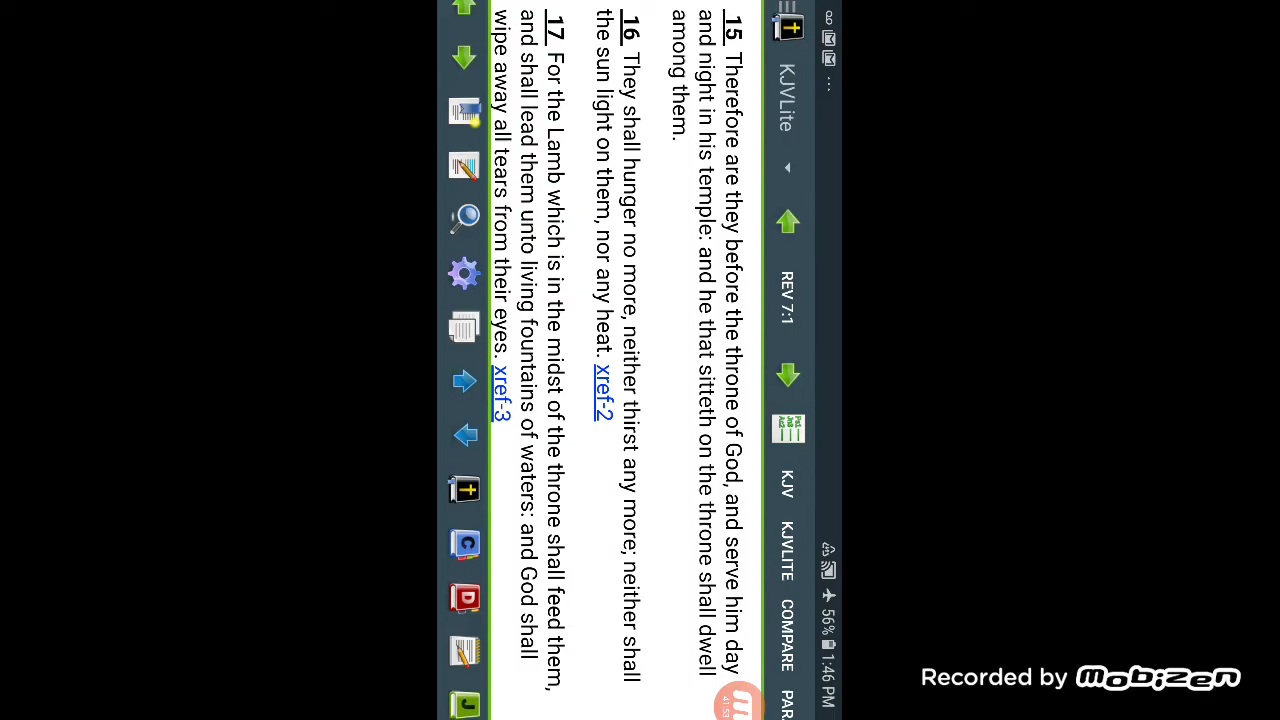 56% 1:46 PM
KJVLite REV 7:1 KJV KJVLITE COMPARE PAR
15 Therefore are they before the throne of God, and serve him day
and night in his temple: and he that sitteth on the throne shall dwell
among them.
16 They shall hunger no more, neither thirst any more; neither shall
the sun light on them, nor any heat. xref-2
17 For the Lamb which is in the midst of the throne shall feed them,
and shall lead them unto living fountains of waters: and God shall
wipe away all tears from their eyes. xref-3
C D J
41:53
Recorded by MOBIZEN